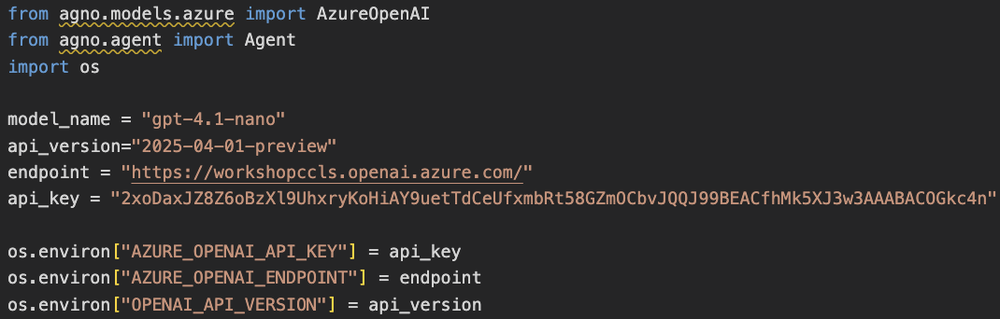 from agno.models.azure import AzureOpenAI
from agno.agent import Agent
import os
model_name = "gpt-4.1-nano"
api_version="2025-04-01-preview"
endpoint = "https://workshopccls.openai.azure.com/"
api_key = "2xoDaxJZ8Z6oBzXl9UhxryKoHiAY9uetTdCeUfxmbRt58GZmOCbvJQQJ99BEACfhMk5XJ3w3AAABACOGkc4n"
os.environ["AZURE_OPENAI_API_KEY"] = api_key
os.environ["AZURE_OPENAI_ENDPOINT"] = endpoint
os.environ["OPENAI_API_VERSION"] = api_version